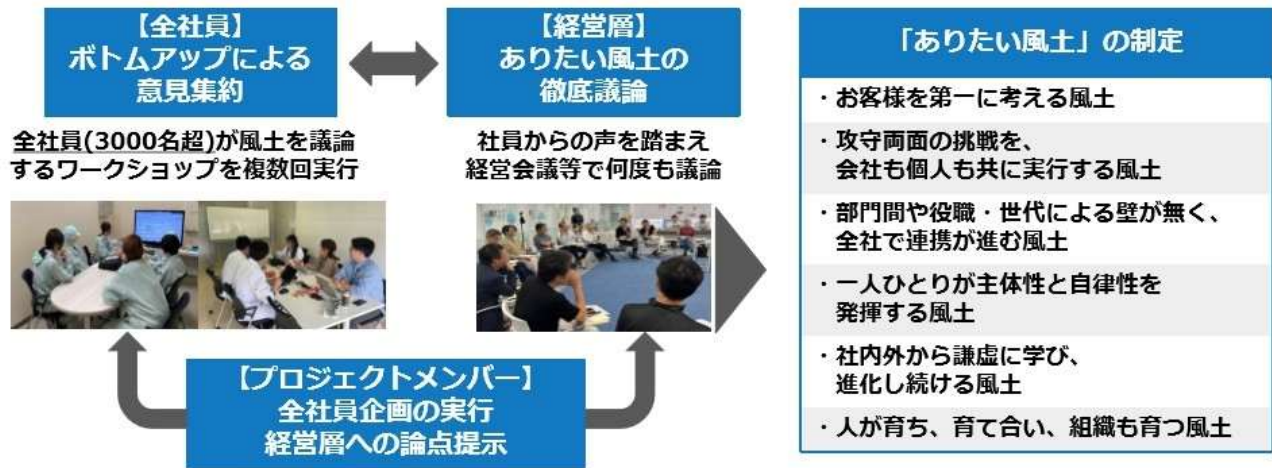 【全社員】
ボトムアップによる
意見集約
【経営層】
ありたい風土の
徹底議論
全社員(3000名超)が風土を議論
するワークショップを複数回実行
社員からの声を踏まえ
経営会議等で何度も議論
【プロジェクトメンバー】
全社員企画の実行
経営層への論点提示
「ありたい風土」の制定
・お客様を第一に考える風土
・攻守両面の挑戦を、
会社も個人も共に実行する風土
・部門間や役職・世代による壁が無く、
全社で連携が進む風土
・一人ひとりが主体性と自律性を
発揮する風土
・社内外から謙虚に学び、
進化し続ける風土
・人が育ち、育て合い、組織も育つ風土